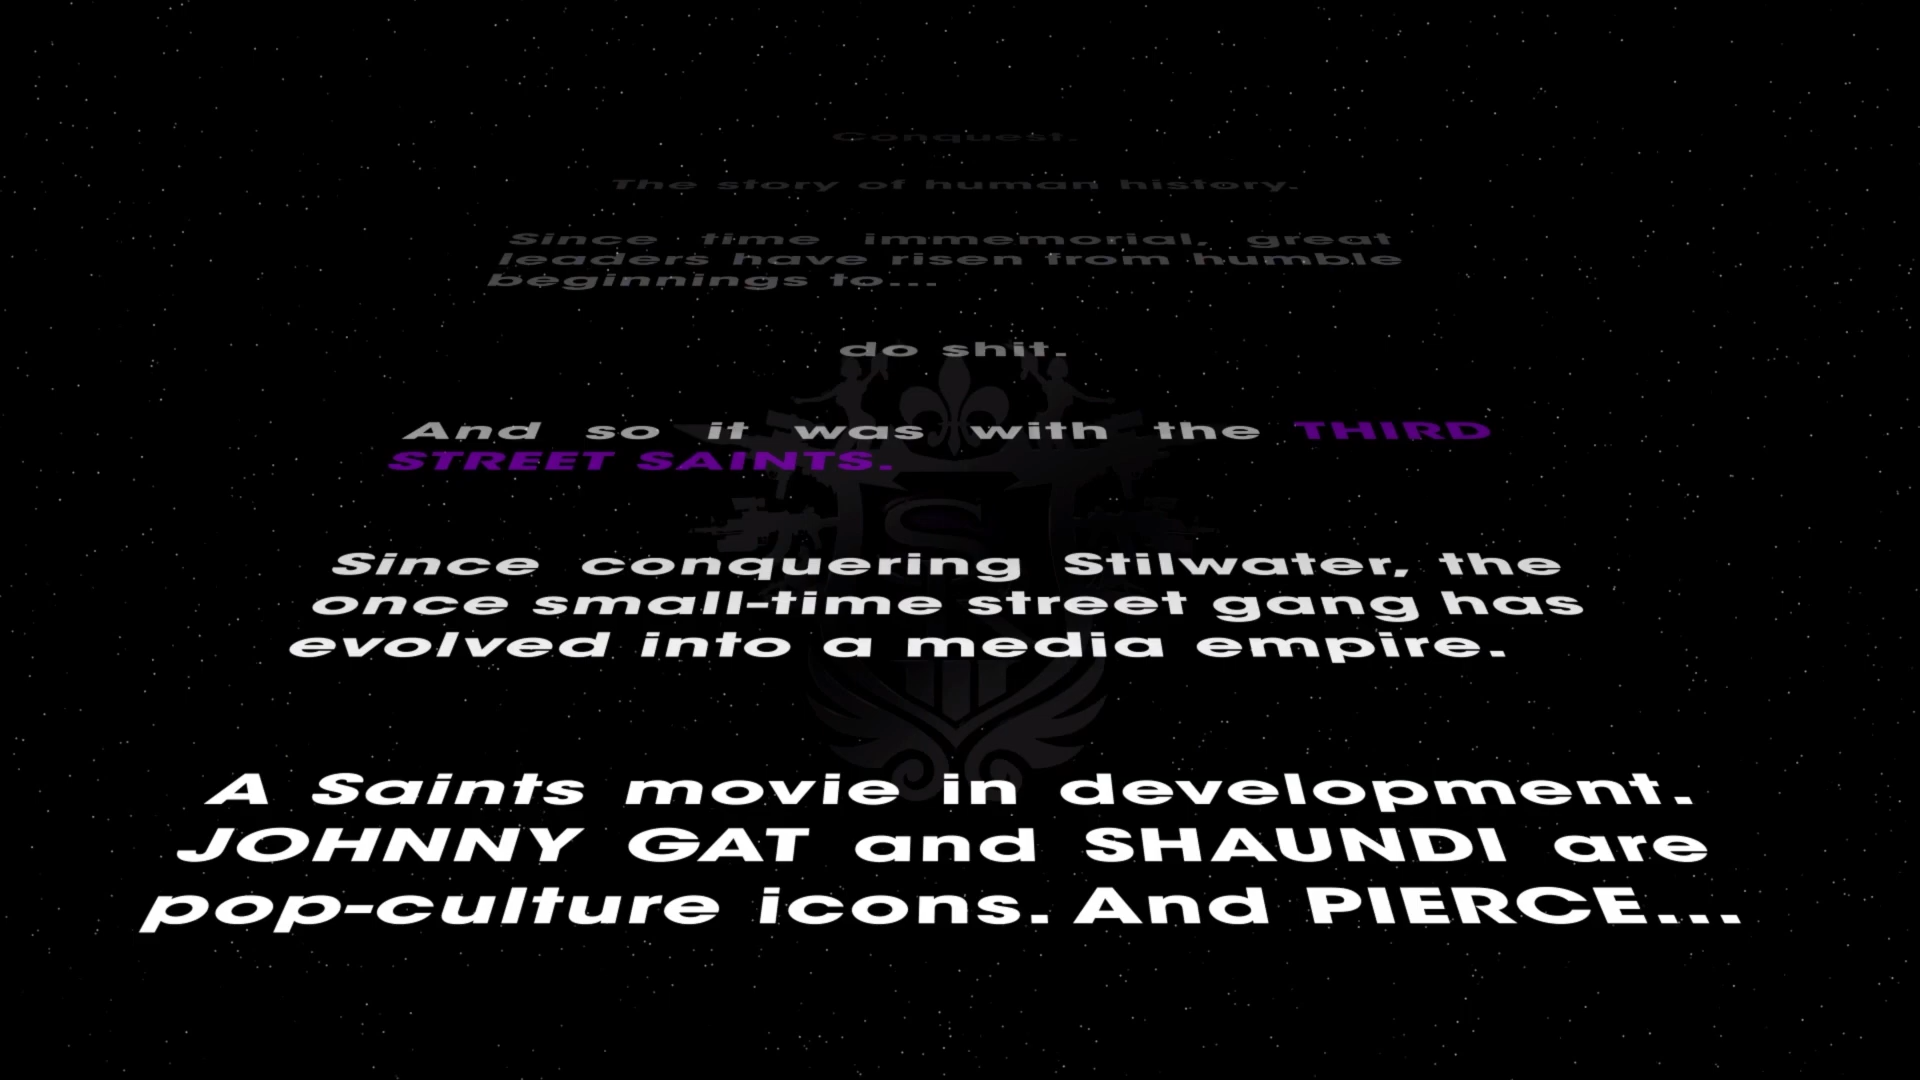 Conquest.
The story of human history.
Since time immemorial, great
leaders have risen from humble
beginnings to...
do shit.
And so it was with the THIRD
STREET SAINTS.
Since conquering Stilwater, the
once small-time street gang has
evolved into a media empire.
A Saints movie in development.
JOHNNY GAT and SHAUNDI are
pop-culture icons. And PIERCE...